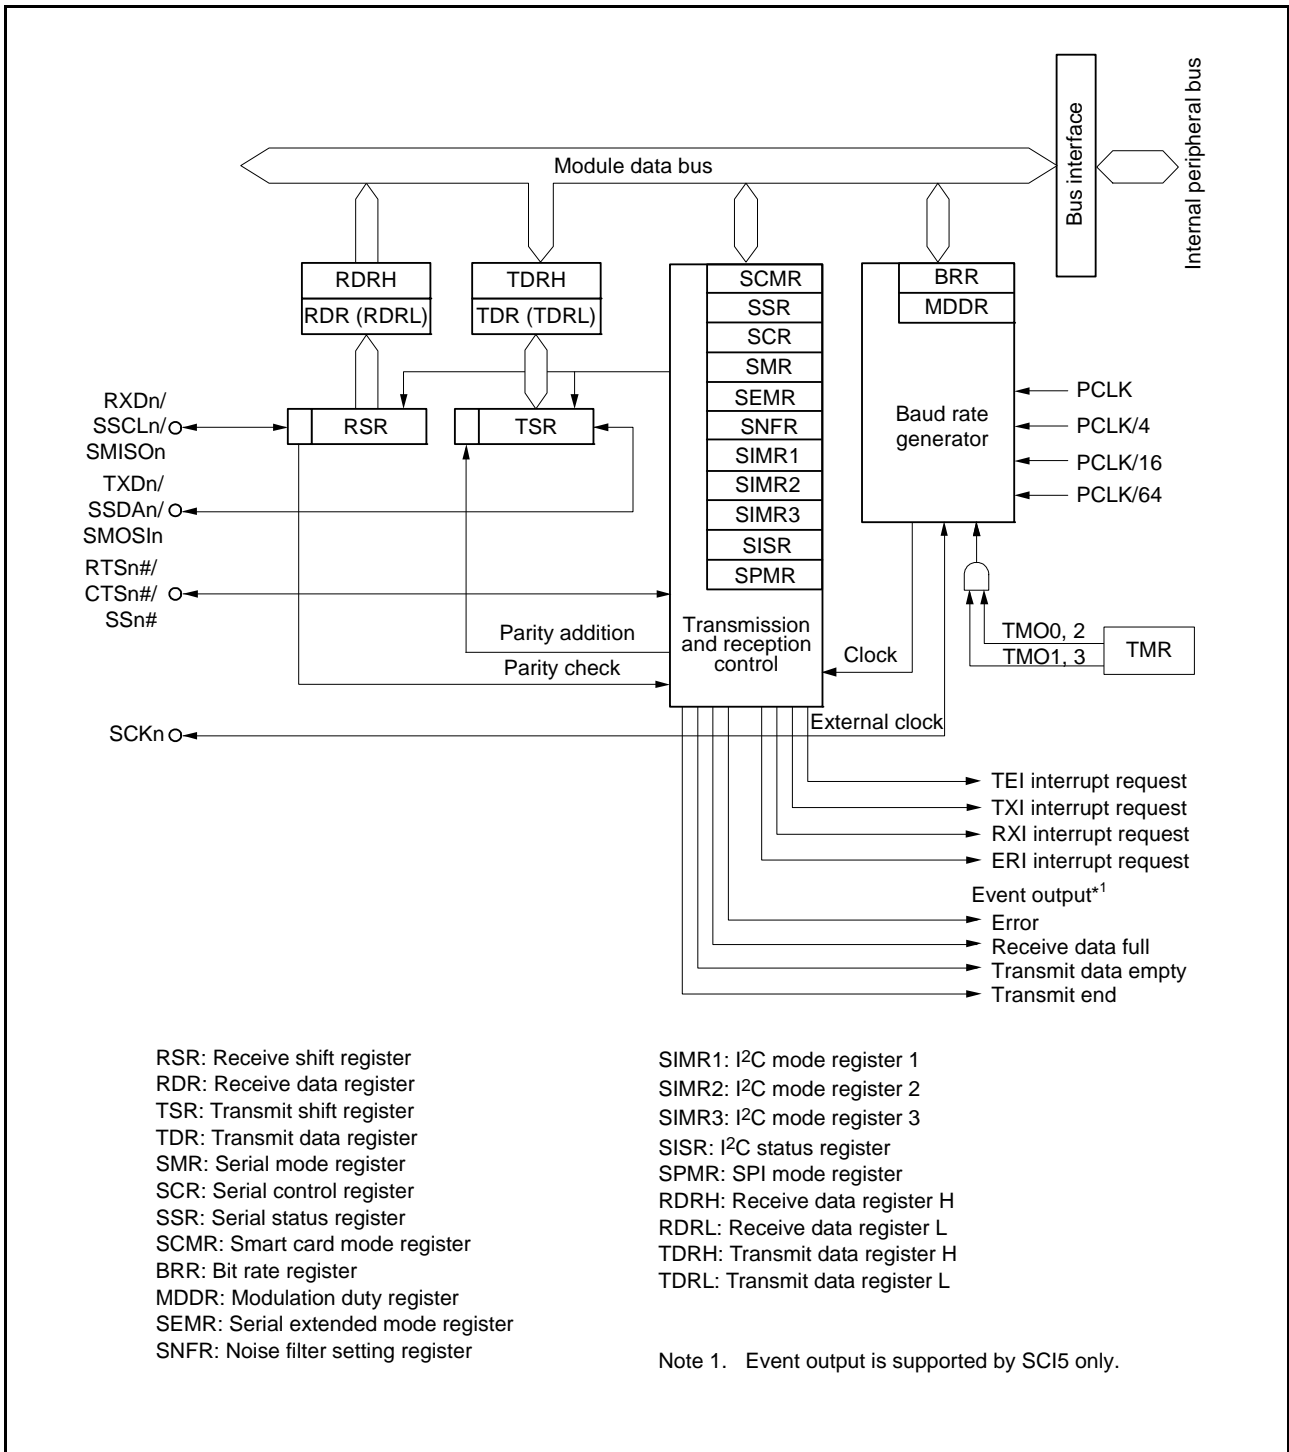 Module data bus
Bus interface
Internal peripheral bus
RDRH
RDR (RDRL)
TDRH
TDR (TDRL)
SCMR
SSR
SCR
SMR
SEMR
SNFR
SIMR1
SIMR2
SIMR3
SISR
SPMR
Transmission
and reception
control
BRR
MDDR
Baud rate
generator
PCLK
PCLK/4
PCLK/16
PCLK/64
RXDn/
SSCLn/
SMISOn
RSR
TSR
TXDn/
SSDAn/
SMOSIn
RTSn#/
CTSn#/
SSn#
Parity addition
Parity check
Clock
TMO0, 2
TMO1, 3
TMR
SCKn
External clock
TEI interrupt request
TXI interrupt request
RXI interrupt request
ERI interrupt request
Event output*1
Error
Receive data full
Transmit data empty
Transmit end
RSR: Receive shift register
RDR: Receive data register
TSR: Transmit shift register
TDR: Transmit data register
SMR: Serial mode register
SCR: Serial control register
SSR: Serial status register
SCMR: Smart card mode register
BRR: Bit rate register
MDDR: Modulation duty register
SEMR: Serial extended mode register
SNFR: Noise filter setting register
SIMR1: I2C mode register 1
SIMR2: I2C mode register 2
SIMR3: I2C mode register 3
SISR: I2C status register
SPMR: SPI mode register
RDRH: Receive data register H
RDRL: Receive data register L
TDRH: Transmit data register H
TDRL: Transmit data register L
Note 1. Event output is supported by SCI5 only.